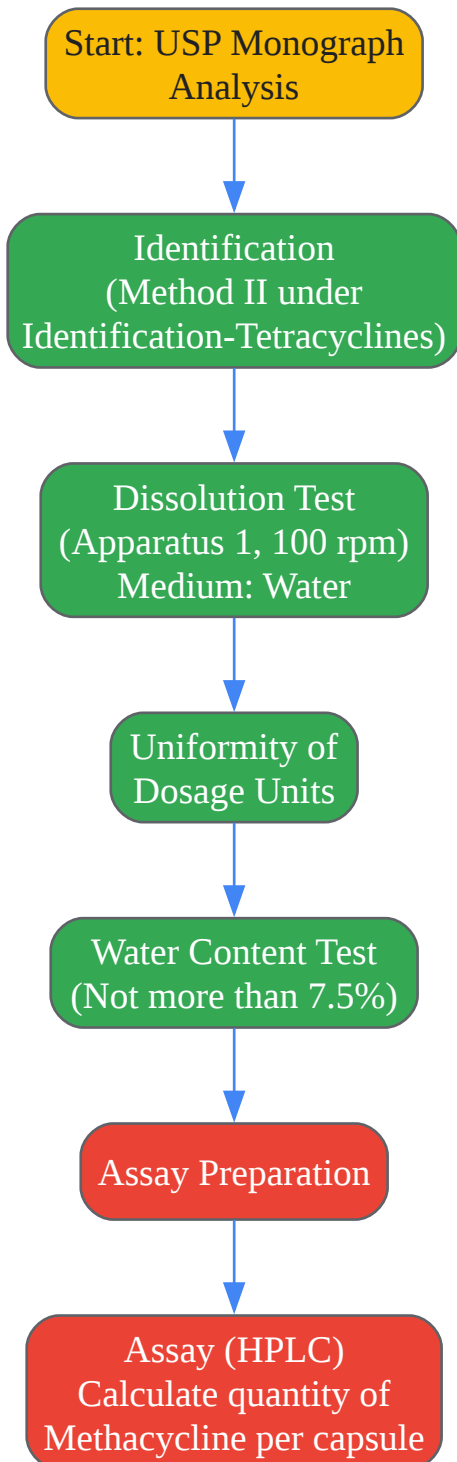 Start: USP Monograph
Analysis
Identification
(Method II under
Identification-Tetracyclines)
Dissolution Test
(Apparatus 1, 100 rpm)
Medium: Water
Uniformity of
Dosage Units
Water Content Test
(Not more than 7.5%)
Assay Preparation
Assay (HPLC)
Calculate quantity of
Methacycline per capsule